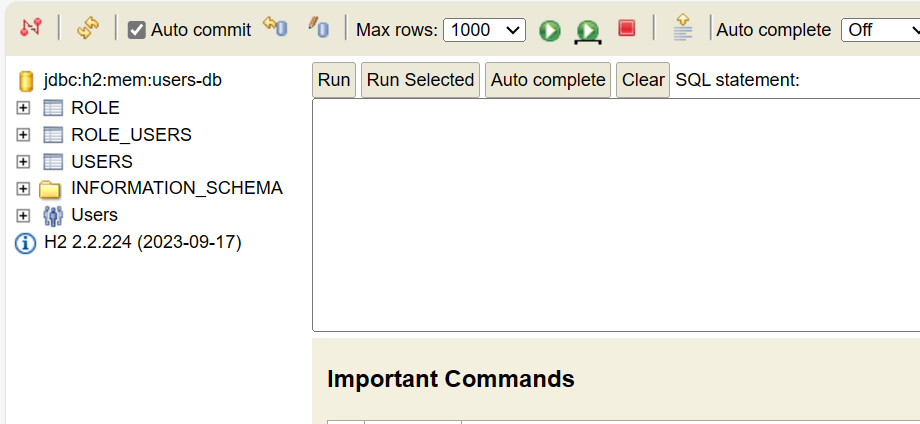 Auto commit Max rows: 1000 Auto complete Off
jdbc:h2:mem:users-db
ROLE
ROLE_USERS
USERS
INFORMATION_SCHEMA
Users
H2 2.2.224 (2023-09-17)
Run Run Selected Auto complete Clear SQL statement:
Important Commands